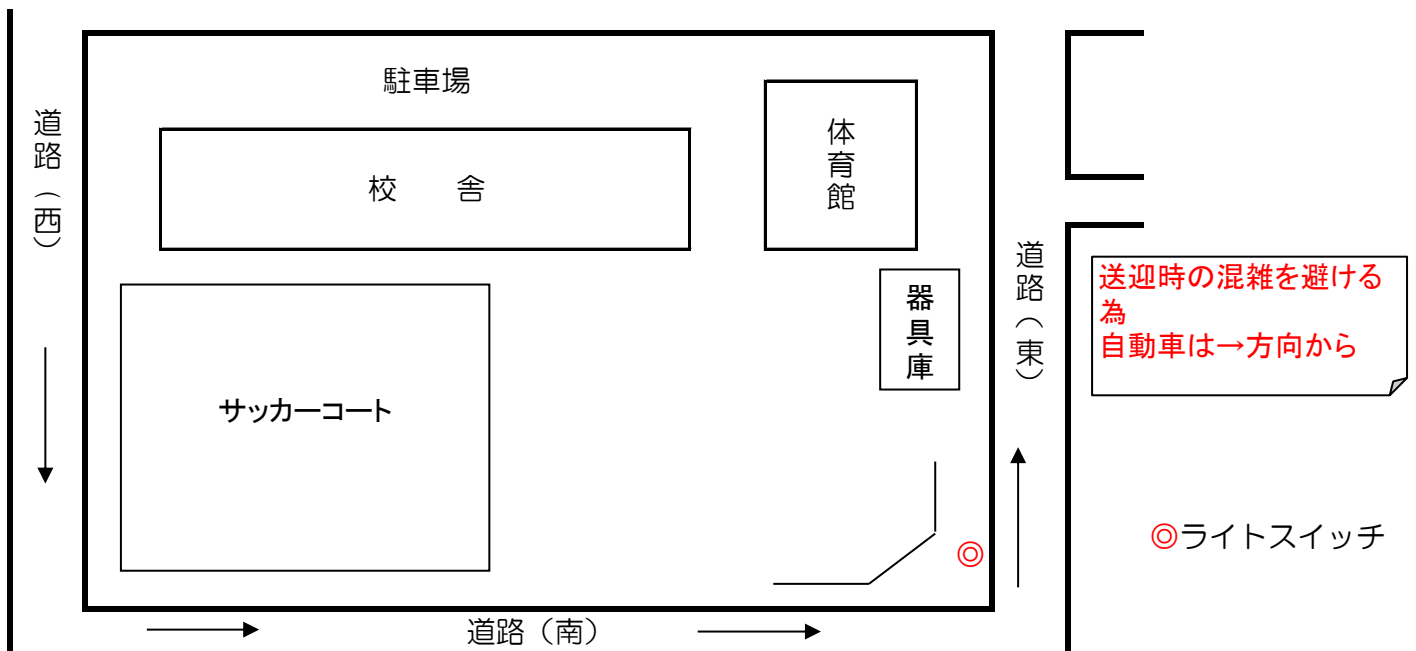 駐車場
体育館
道路（西）
校　舎
道路（東）
送迎時の混雑を避ける
為
自動車は→方向から
器具庫
サッカーコート
◎ライトスイッチ
◎
道路（南）